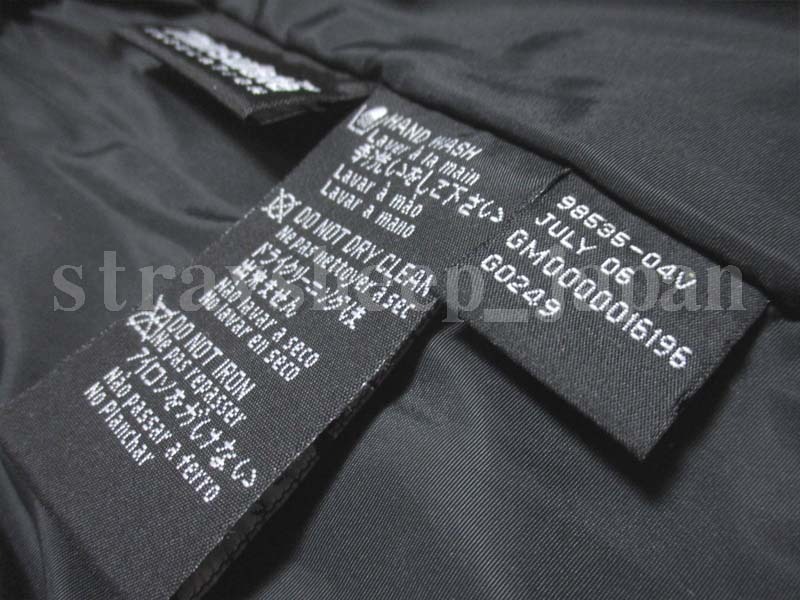 HAND WASH
Laver à la main
手洗いをして下さい
Lavar à mão
Lavar a mano
DO NOT DRY CLEAN
Ne pas nettoyer à sec
ドライクリーニングは
出来ません
Não lavar à seco
No lavar en seco
DO NOT IRON
Ne pas repasser
アイロンをかけない
Não passar a ferro
No Planchar
98535-04V
JULY 06
GM0000016196
G0249
straysheep_japan